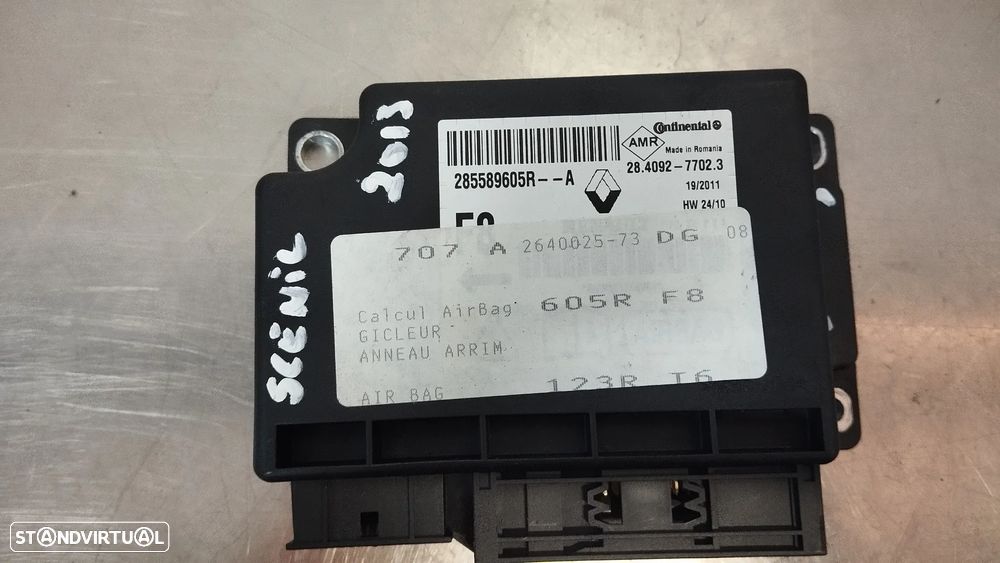 2013
SCÉNIC
Continental
AMR
Made in Romania
285589605R--A
28.4092-7702.3
19/2011
HW 24/10
707 A 2640025-73 DG 08
Calcul AirBag 605R F8
GICLEUR
ANNEAU ARRIM
AIR BAG 123R T6
STANDVIRTUAL